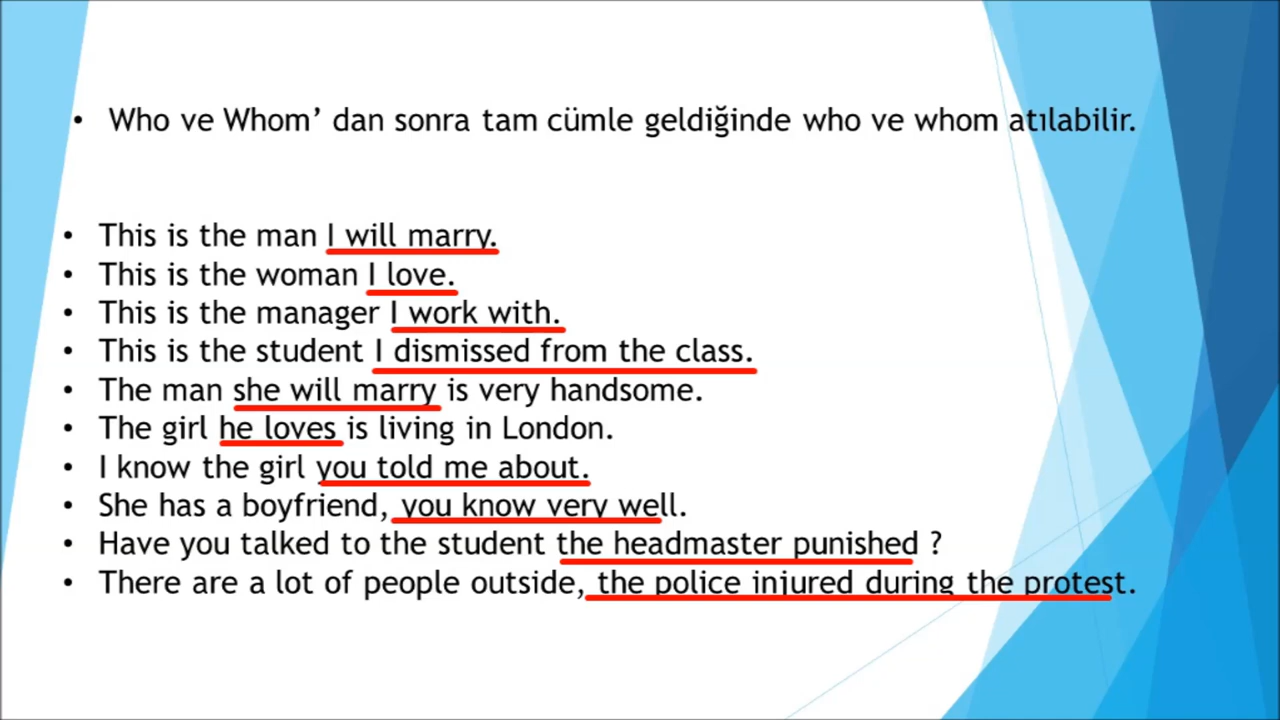 • Who ve Whom’ dan sonra tam cümle geldiğinde who ve whom atılabilir.
• This is the man I will marry.
• This is the woman I love.
• This is the manager I work with.
• This is the student I dismissed from the class.
• The man she will marry is very handsome.
• The girl he loves is living in London.
• I know the girl you told me about.
• She has a boyfriend, you know very well.
• Have you talked to the student the headmaster punished ?
• There are a lot of people outside, the police injured during the protest.